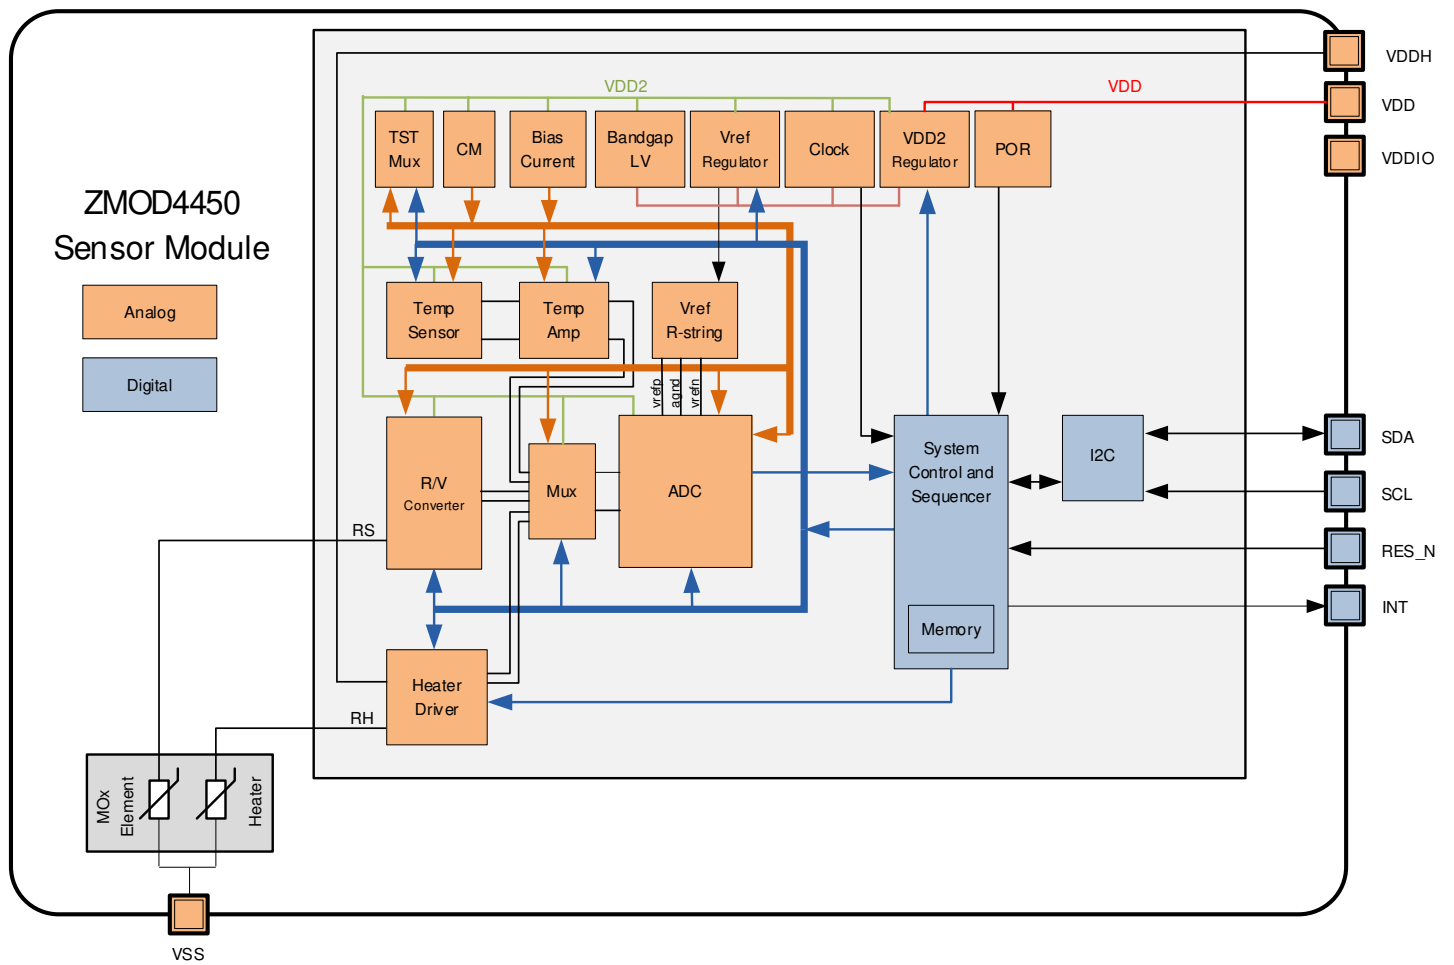 VDDH
VDD2
VDD
VDD
TST
Mux
CM
Bias
Current
Bandgap
LV
Vref
Regulator
Clock
VDD2
Regulator
POR
VDDIO
ZMOD4450
Sensor Module
Analog
Digital
Temp
Sensor
Temp
Amp
Vref
R-string
vrefp
agnd
vrefn
R/V
Converter
Mux
ADC
System
Control and
Sequencer
Memory
I2C
SDA
SCL
RES_N
INT
RS
Heater
Driver
RH
MOx
Element
Heater
VSS